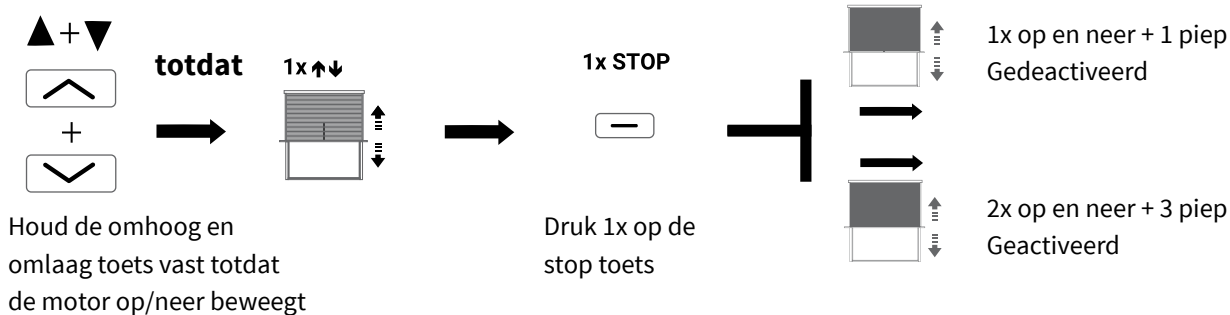 ▲+▼
totdat
1x ↑↓
1x STOP
1x op en neer + 1 piep
Gedeactiveerd
+
2x op en neer + 3 piep
Geactiveerd
Houd de omhoog en
omlaag toets vast totdat
de motor op/neer beweegt
Druk 1x op de
stop toets